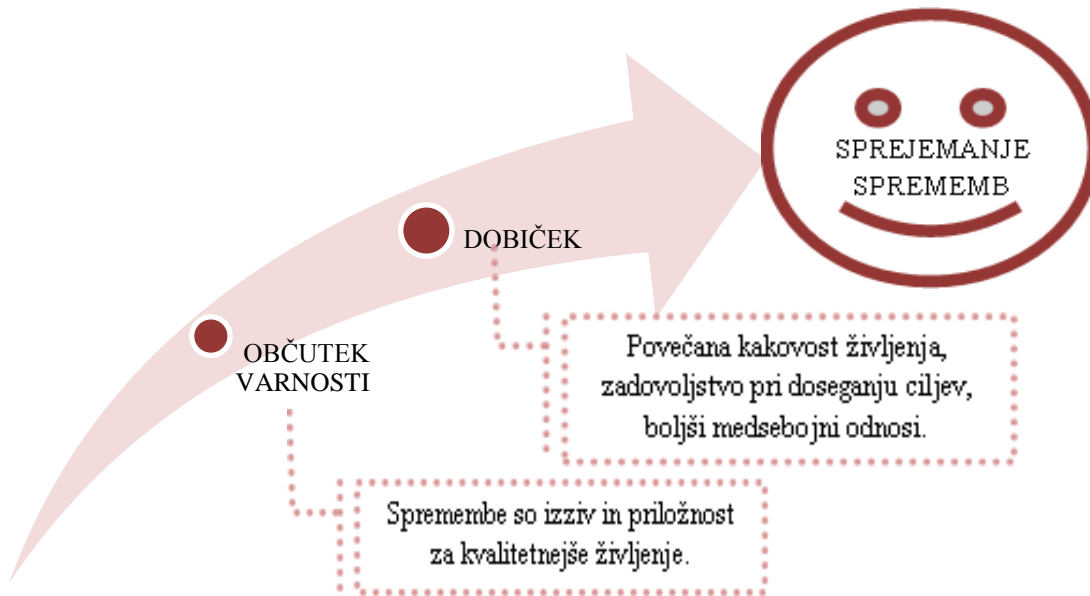 SPREJEMANJE
SPREMEMB
DOBIČEK
OBČUTEK
VARNOSTI
Povečana kakovost življenja,
zadovoljstvo pri doseganju ciljev,
boljši medsebojni odnosi.
Spremembe so izziv in priložnost
za kvalitetnejše življenje.